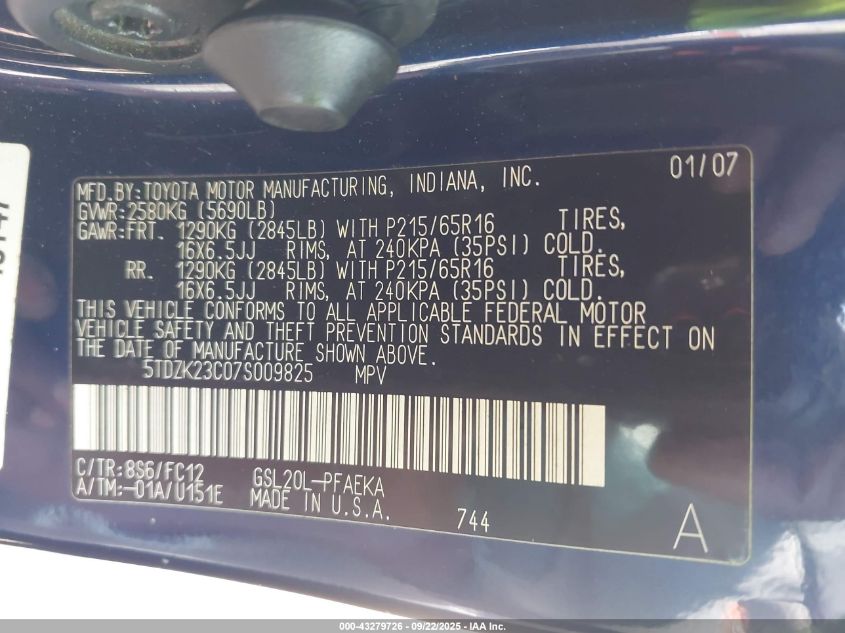 01/07
MFD.BY:TOYOTA MOTOR MANUFACTURING, INDIANA, INC.
GVWR:2580KG (5690LB)
GAWR:FRT. 1290KG (2845LB) WITH P215/65R16 TIRES,
16X6.5JJ RIMS, AT 240KPA (35PSI) COLD.
RR. 1290KG (2845LB) WITH P215/65R16 TIRES,
16X6.5JJ RIMS, AT 240KPA (35PSI) COLD.
THIS VEHICLE CONFORMS TO ALL APPLICABLE FEDERAL MOTOR
VEHICLE SAFETY AND THEFT PREVENTION STANDARDS IN EFFECT ON
THE DATE OF MANUFACTURE SHOWN ABOVE.
5TDZK23C07S009825 MPV
C/TR:8S6/FC12 GSL20L-PFAEKA
A/TM:-01A/U151E MADE IN U.S.A. 744 A
000-43279726 - 09/22/2025 - IAA Inc.